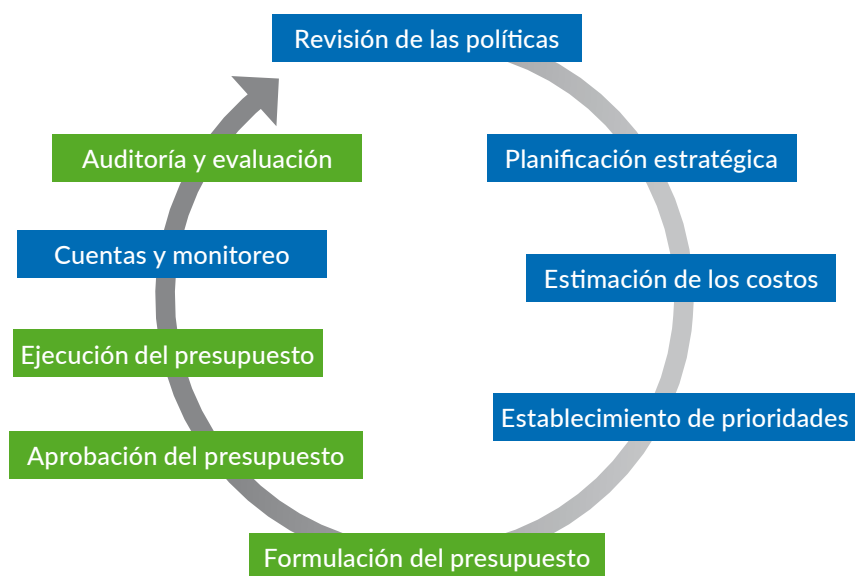 Revisión de las políticas
Planificación estratégica
Estimación de los costos
Establecimiento de prioridades
Formulación del presupuesto
Aprobación del presupuesto
Ejecución del presupuesto
Cuentas y monitoreo
Auditoría y evaluación